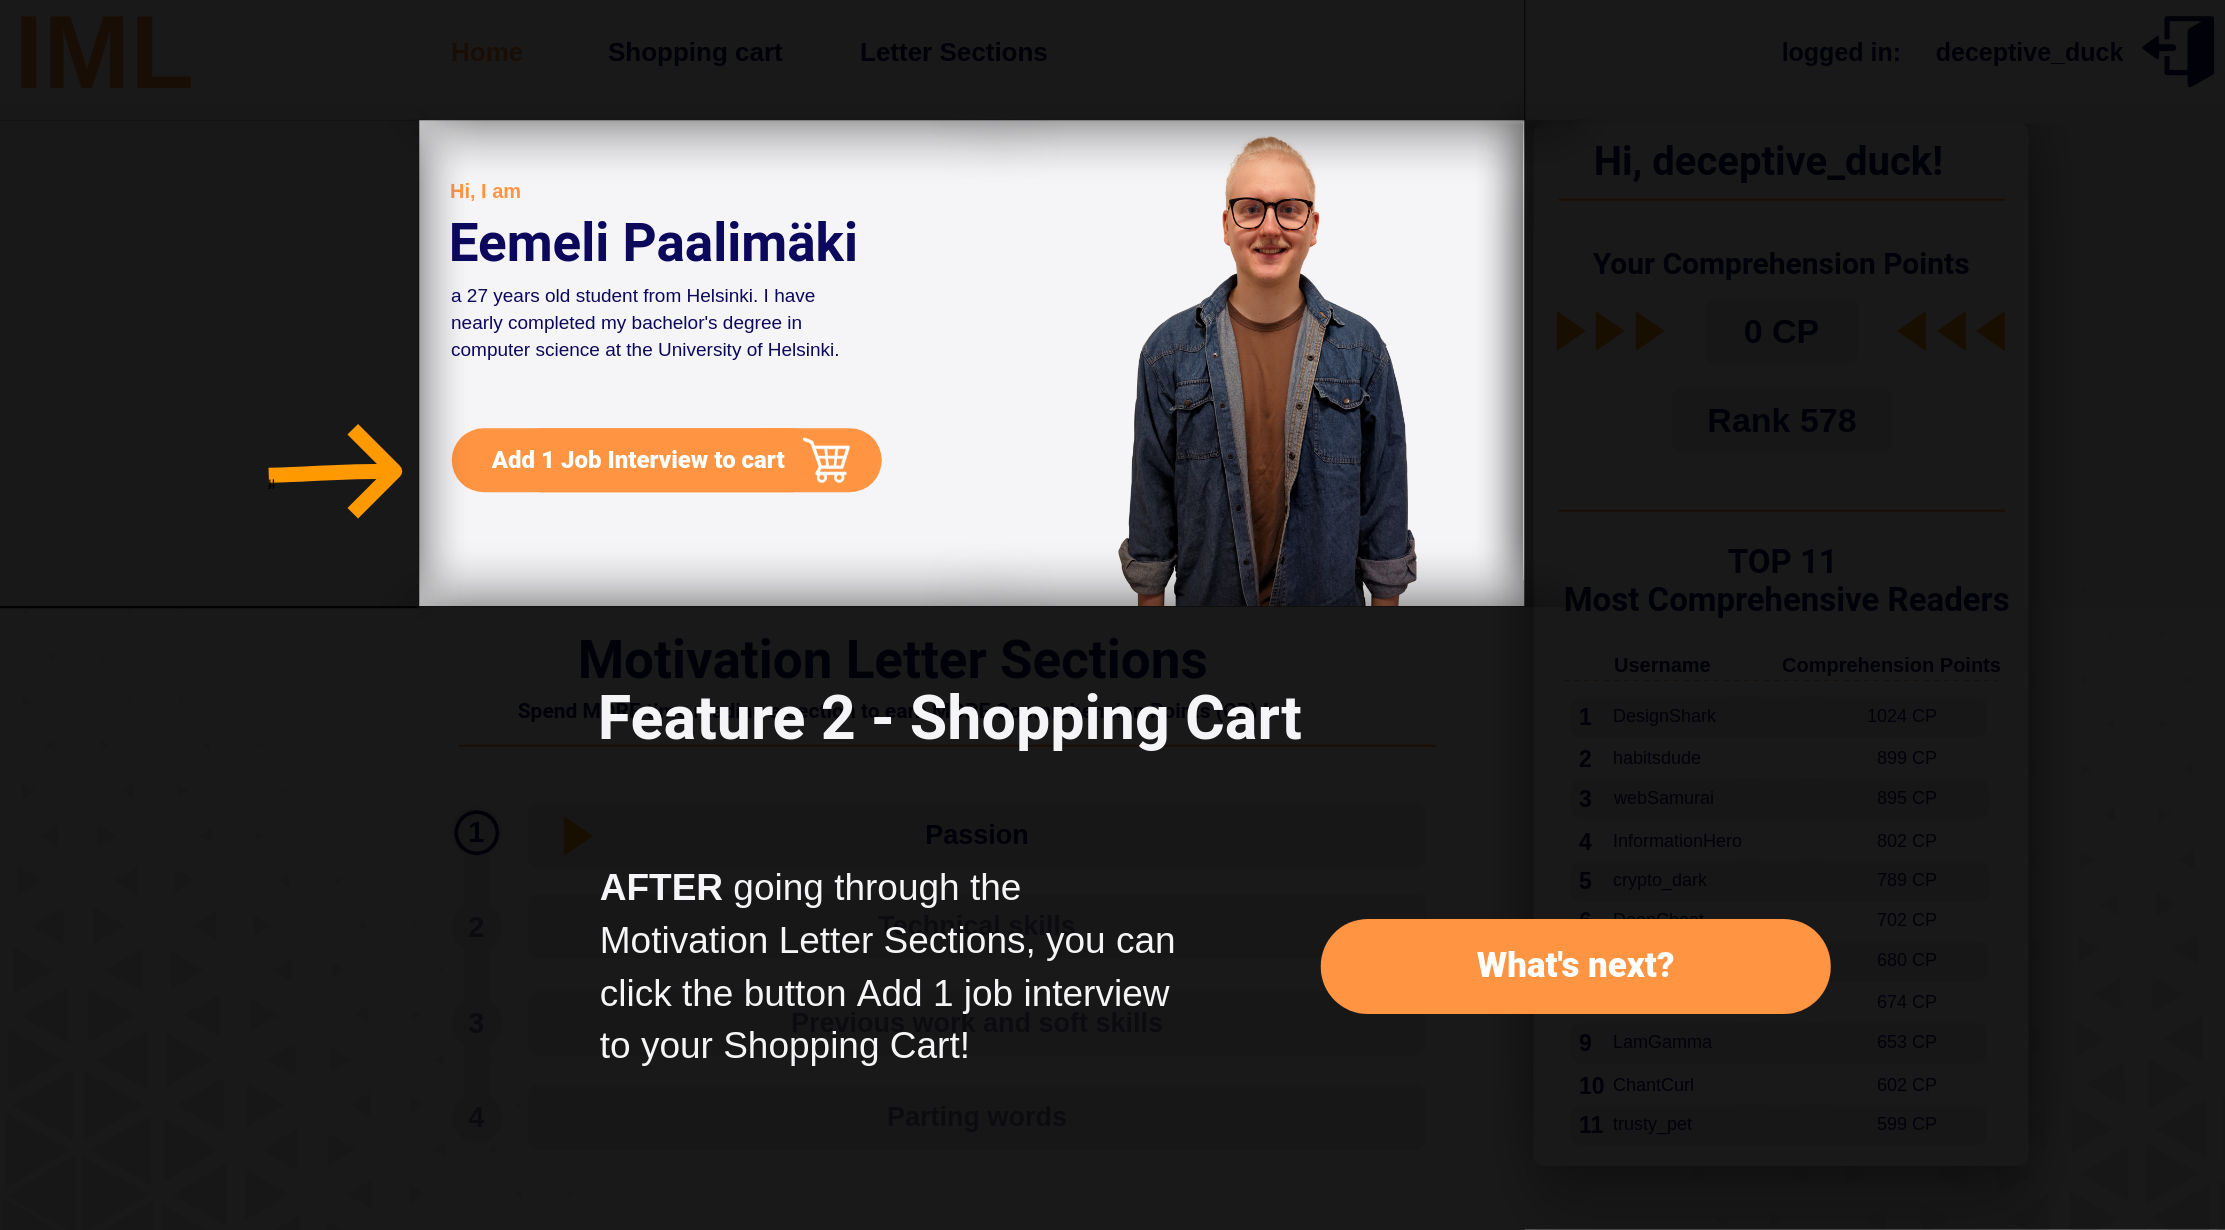 IML
Home
Shopping cart
Letter Sections
logged in:
deceptive_duck
Hi, I am
Eemeli Paalimäki
a 27 years old student from Helsinki. I have
nearly completed my bachelor's degree in
computer science at the University of Helsinki.
Add 1 Job Interview to cart
Hi, deceptive_duck!
Your Comprehension Points
0 CP
Rank 578
TOP 11
Most Comprehensive Readers
Username Comprehension Points
1 DesignShark 1024 CP
2 habitsdude 899 CP
3 webSamurai 895 CP
4 InformationHero 802 CP
5 crypto_dark 789 CP
6 702 CP
680 CP
674 CP
9 LamGamma 653 CP
10 ChantCurl 602 CP
11 trusty_pet 599 CP
Motivation Letter Sections
Spend
Feature 2 - Shopping Cart
1 Passion
2 Technical skills
3 Previous work and soft skills
4 Parting words
AFTER going through the
Motivation Letter Sections, you can
click the button Add 1 job interview
to your Shopping Cart!
What's next?